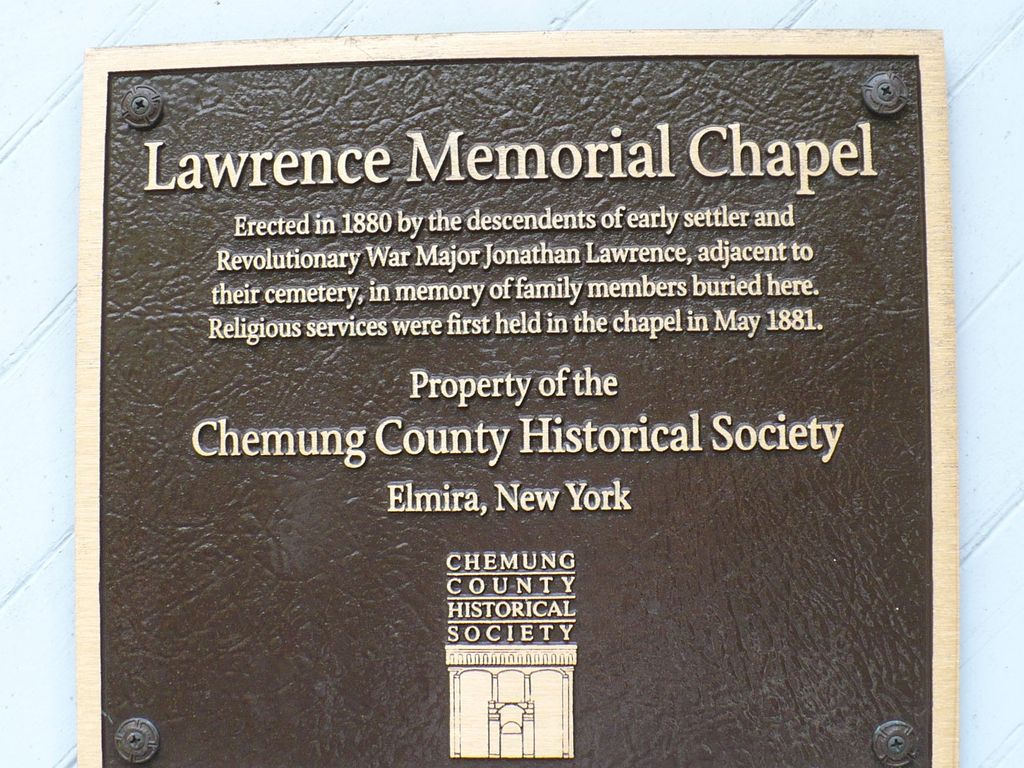 Lawrence Memorial Chapel
Erected in 1880 by the descendents of early settler and
Revolutionary War Major Jonathan Lawrence, adjacent to
their cemetery, in memory of family members buried here.
Religious services were first held in the chapel in May 1881.
Property of the
Chemung County Historical Society
Elmira, New York
CHEMUNG
COUNTY
HISTORICAL
SOCIETY